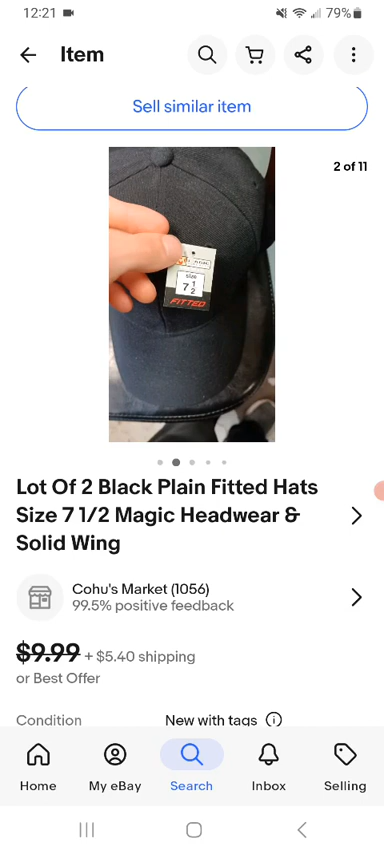 12:21
79%
Item
Sell similar item
2 of 11
SIZE
7 1/2
FITTED
Lot Of 2 Black Plain Fitted Hats
Size 7 1/2 Magic Headwear &
Solid Wing
Cohu's Market (1056)
99.5% positive feedback
$9.99 + $5.40 shipping
or Best Offer
Condition New with tags
Home My eBay Search Inbox Selling